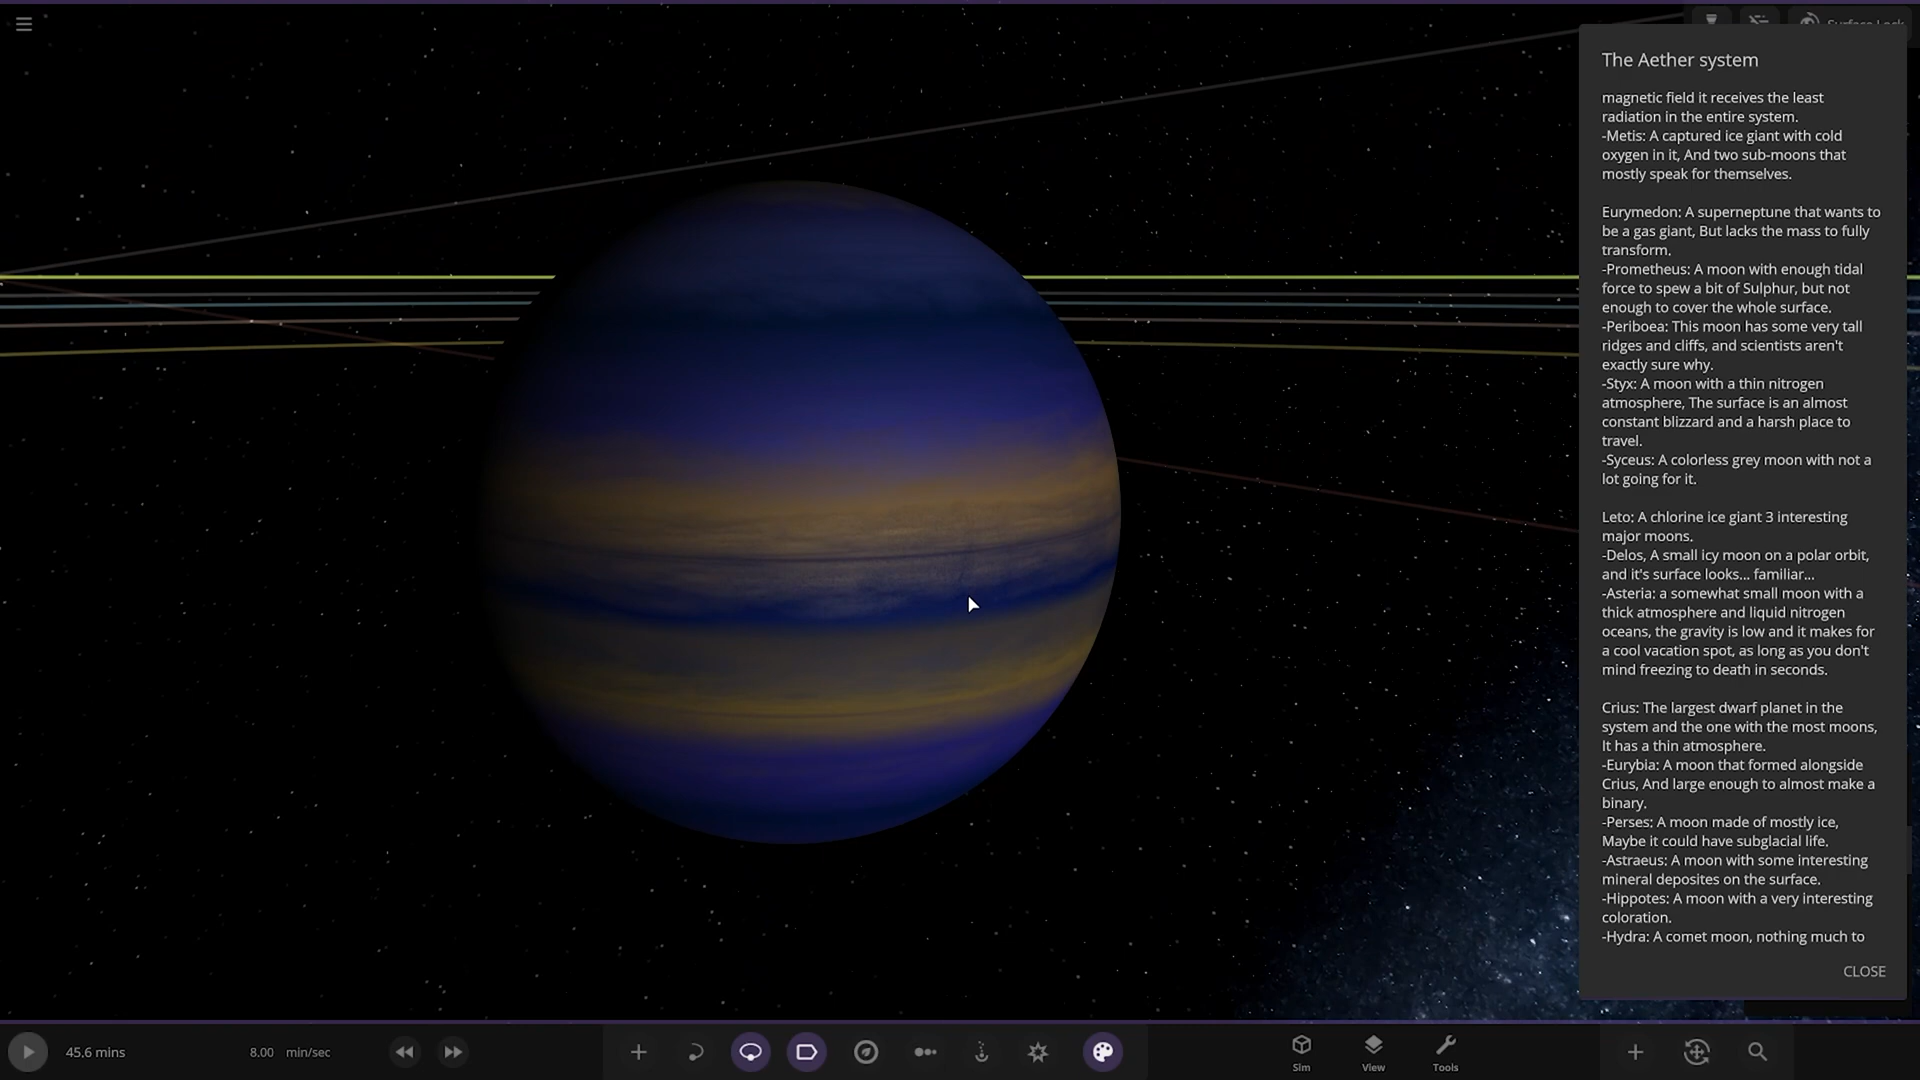 Surface Lock
The Aether system
magnetic field it receives the least
radiation in the entire system.
-Metis: A captured ice giant with cold
oxygen in it, And two sub-moons that
mostly speak for themselves.
Eurymedon: A superneptune that wants to
be a gas giant, But lacks the mass to fully
transform.
-Prometheus: A moon with enough tidal
force to spew a bit of Sulphur, but not
enough to cover the whole surface.
-Periboea: This moon has some very tall
ridges and cliffs, and scientists aren't
exactly sure why.
-Styx: A moon with a thin nitrogen
atmosphere, The surface is an almost
constant blizzard and a harsh place to
travel.
-Syceus: A colorless grey moon with not a
lot going for it.
Leto: A chlorine ice giant 3 interesting
major moons.
-Delos, A small icy moon on a polar orbit,
and it's surface looks... familiar...
-Asteria: a somewhat small moon with a
thick atmosphere and liquid nitrogen
oceans, the gravity is low and it makes for
a cool vacation spot, as long as you don't
mind freezing to death in seconds.
Crius: The largest dwarf planet in the
system and the one with the most moons,
It has a thin atmosphere.
-Eurybia: A moon that formed alongside
Crius, And large enough to almost make a
binary.
-Perses: A moon made of mostly ice,
Maybe it could have subglacial life.
-Astraeus: A moon with some interesting
mineral deposites on the surface.
-Hippotes: A moon with a very interesting
coloration.
-Hydra: A comet moon, nothing much to
CLOSE
45.6 mins
8.00 min/sec
Sim
View
Tools